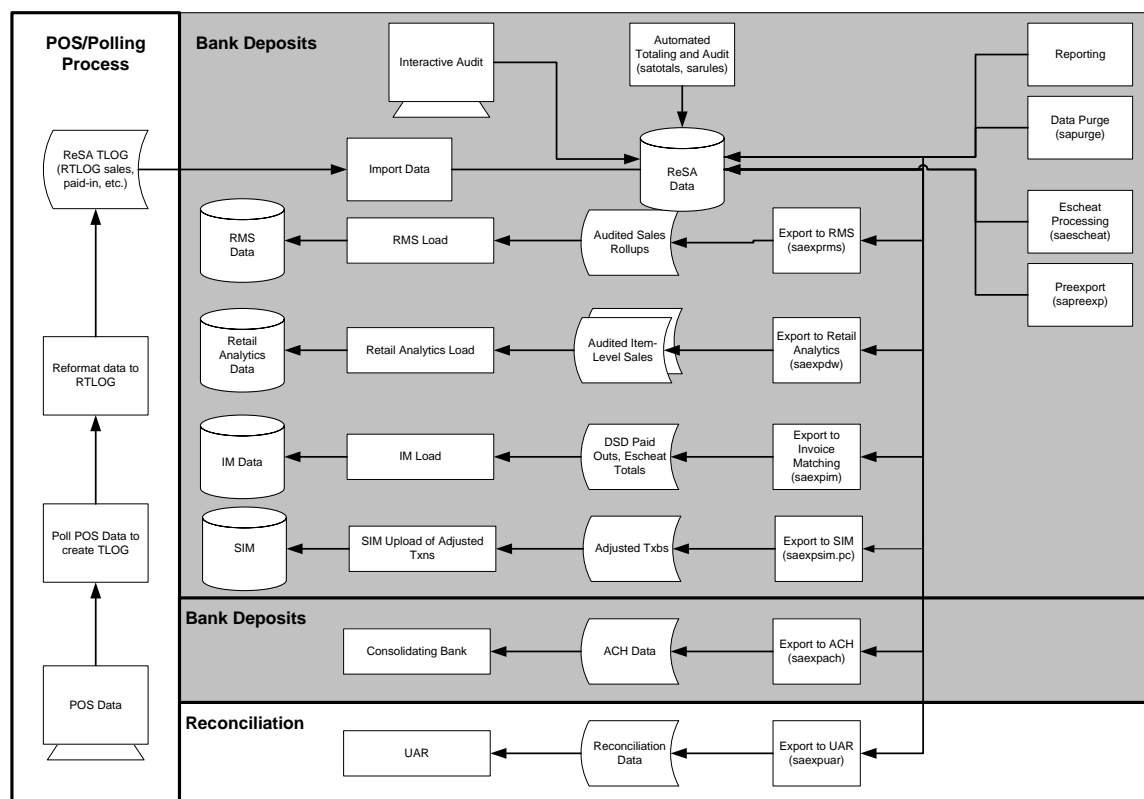 POS/Polling
Process
Bank Deposits
Interactive Audit
Automated
Totaling and Audit
(satotals, sarules)
Reporting
Data Purge
(sapurge)
ReSA TLOG
(RTLOG sales,
paid-in, etc.)
Import Data
ReSA
Data
Escheat
Processing
(saescheat)
RMS
Data
RMS Load
Audited Sales
Rollups
Export to RMS
(saexprms)
Preexport
(sapreexp)
Reformat data to
RTLOG
Retail
Analytics
Data
Retail Analytics Load
Audited Item-
Level Sales
Export to Retail
Analytics
(saexpdw)
IM Data
IM Load
DSD Paid
Outs, Escheat
Totals
Export to
Invoice
Matching
(saexpim)
Poll POS Data to
create TLOG
SIM
SIM Upload of Adjusted
Txns
Adjusted Txbs
Export to SIM
(saexpsim.pc)
Bank Deposits
Consolidating Bank
ACH Data
Export to ACH
(saexpach)
POS Data
Reconciliation
UAR
Reconciliation
Data
Export to UAR
(saexpuar)